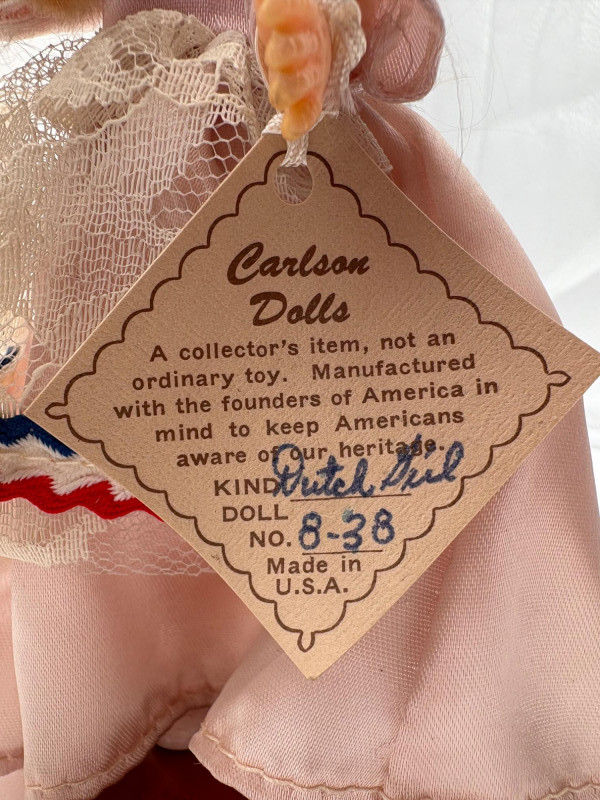 Carlson
Dolls
A collector's item, not an
ordinary toy. Manufactured
with the founders of America in
mind to keep Americans
aware of our heritage.
KIND Dutch Girl
DOLL
NO. 8-38
Made in
U.S.A.